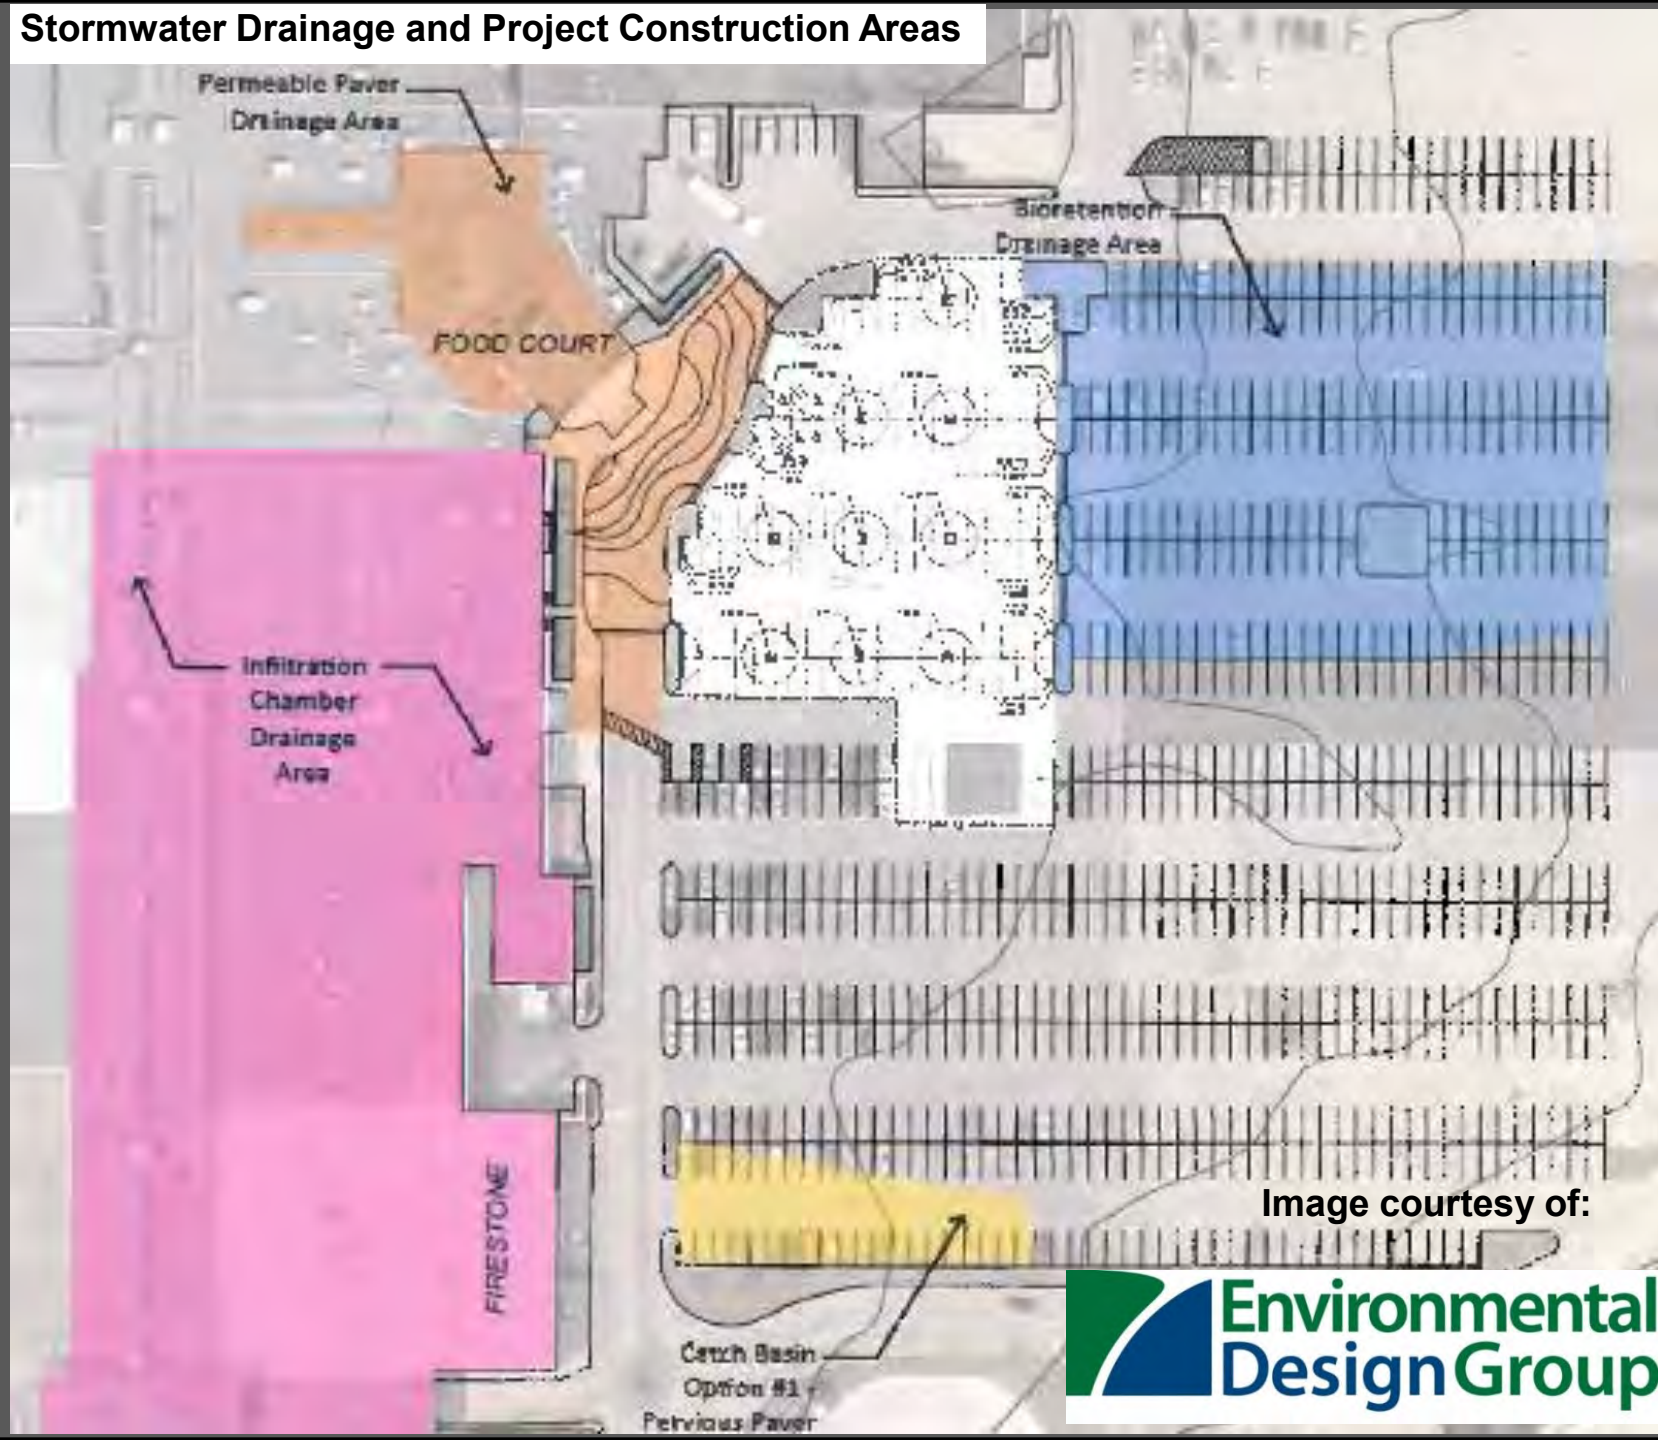 Stormwater Drainage and Project Construction Areas
Permeable Paver
Drainage Area
Bioretention
Drainage Area
FOOD COURT
Infiltration
Chamber
Drainage
Area
FIRESTONE
Image courtesy of:
Environmental
Design Group
Catch Basin
Option #1 -
Pervious Paver